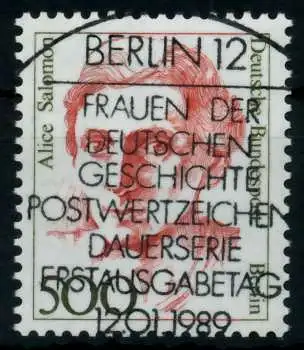 BERLIN 12
FRAUEN DER
DEUTSCHEN
GESCHICHTE
POSTWERTZEICHEN
DAUERSERIE
ERSTAUSGABETAG
12.01.1989
Alice Salomon
Deutsche Bundespost Berlin
500